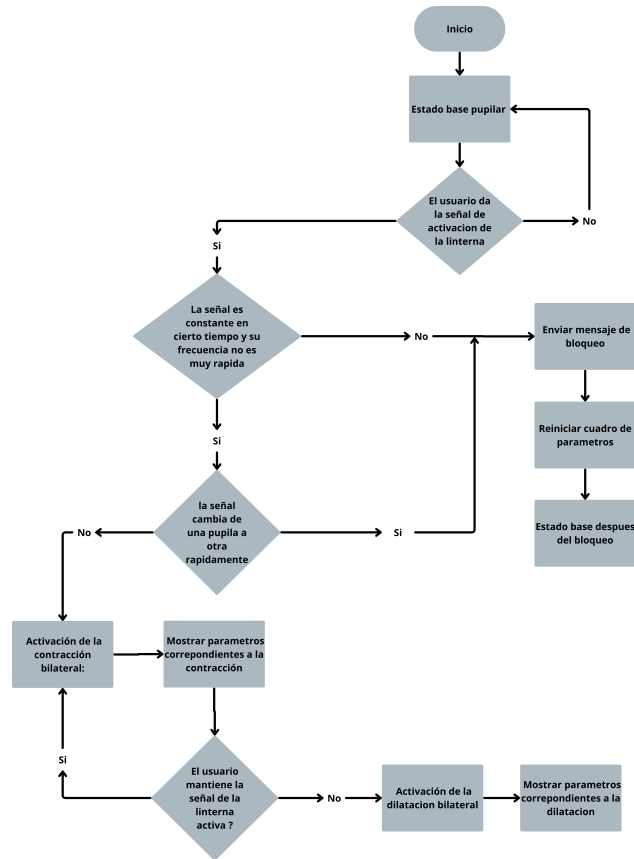 Inicio
Estado base pupilar
El usuario da
la señal de
activacion de
la linterna
No
Si
La señal es
constante en
cierto tiempo y su
frecuencia no es
muy rapida
No
Enviar mensaje de
bloqueo
Reiniciar cuadro de
parametros
Estado base despues
del bloqueo
Si
la señal
cambia de
una pupila a
otra
rapidamente
No
Si
Activación de la
contracción
bilateral:
Mostrar parametros
correpondientes a la
contracción
Si
El usuario
mantiene la
señal de la
linterna
activa ?
No
Activación de la
dilatacion bilateral
Mostrar parametros
correpondientes a la
dilatacion